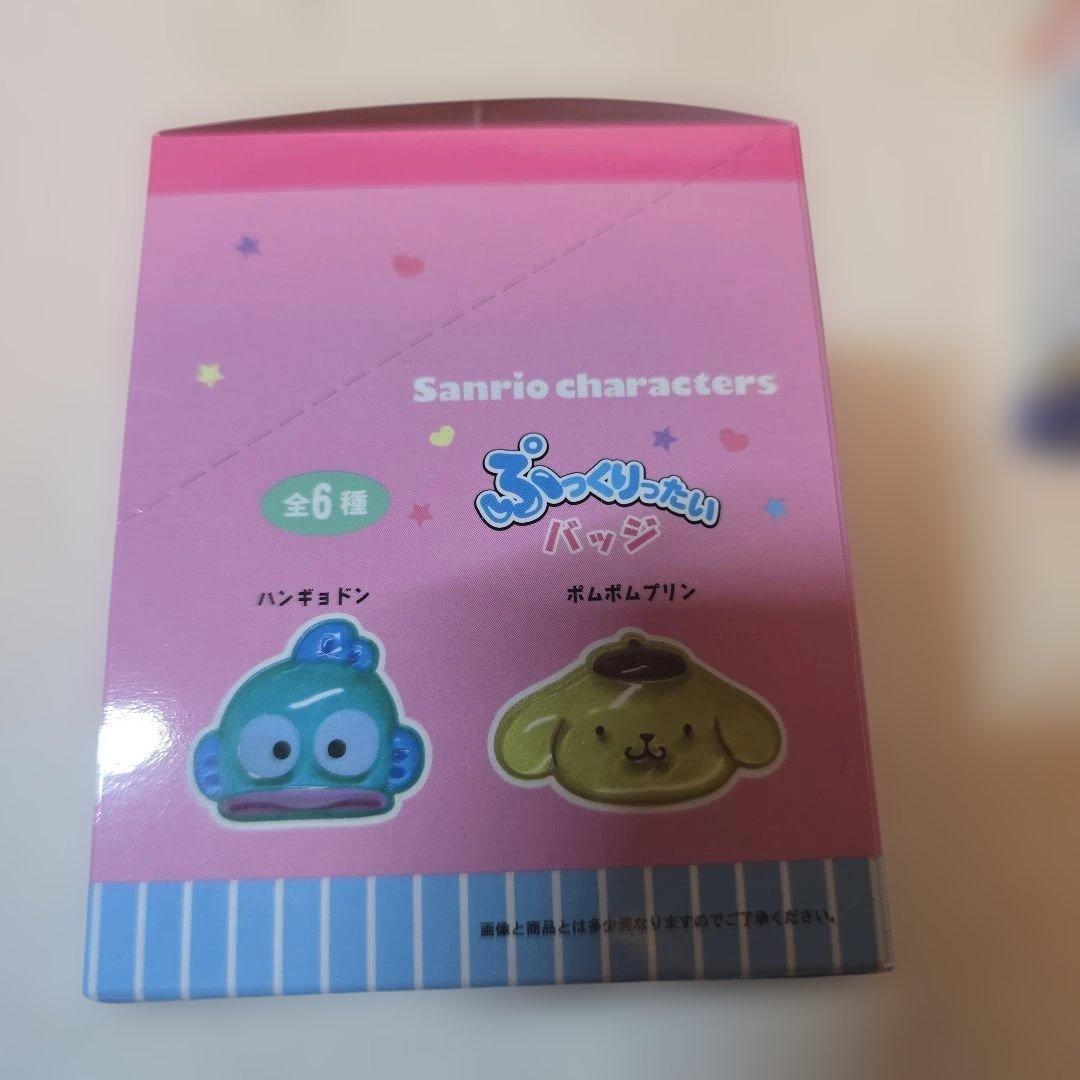 Sanrio characters
ぷっくりったい
バッジ
全6種
ハンギョドン
ポムポムプリン
画像と商品とは多少異なりますのでご了承ください。